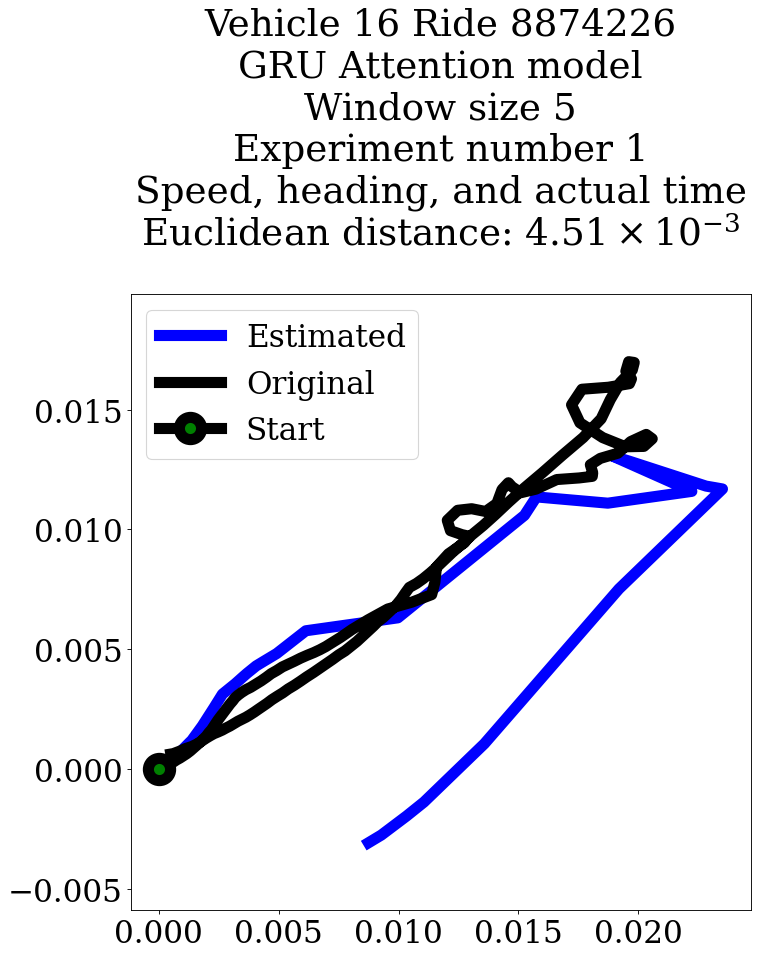 Vehicle 16 Ride 8874226
GRU Attention model
Window size 5
Experiment number 1
Speed, heading, and actual time
Euclidean distance: 4.51 × 10⁻³
Estimated
Original
Start
0.015
0.010
0.005
0.000
−0.005
0.000 0.005 0.010 0.015 0.020